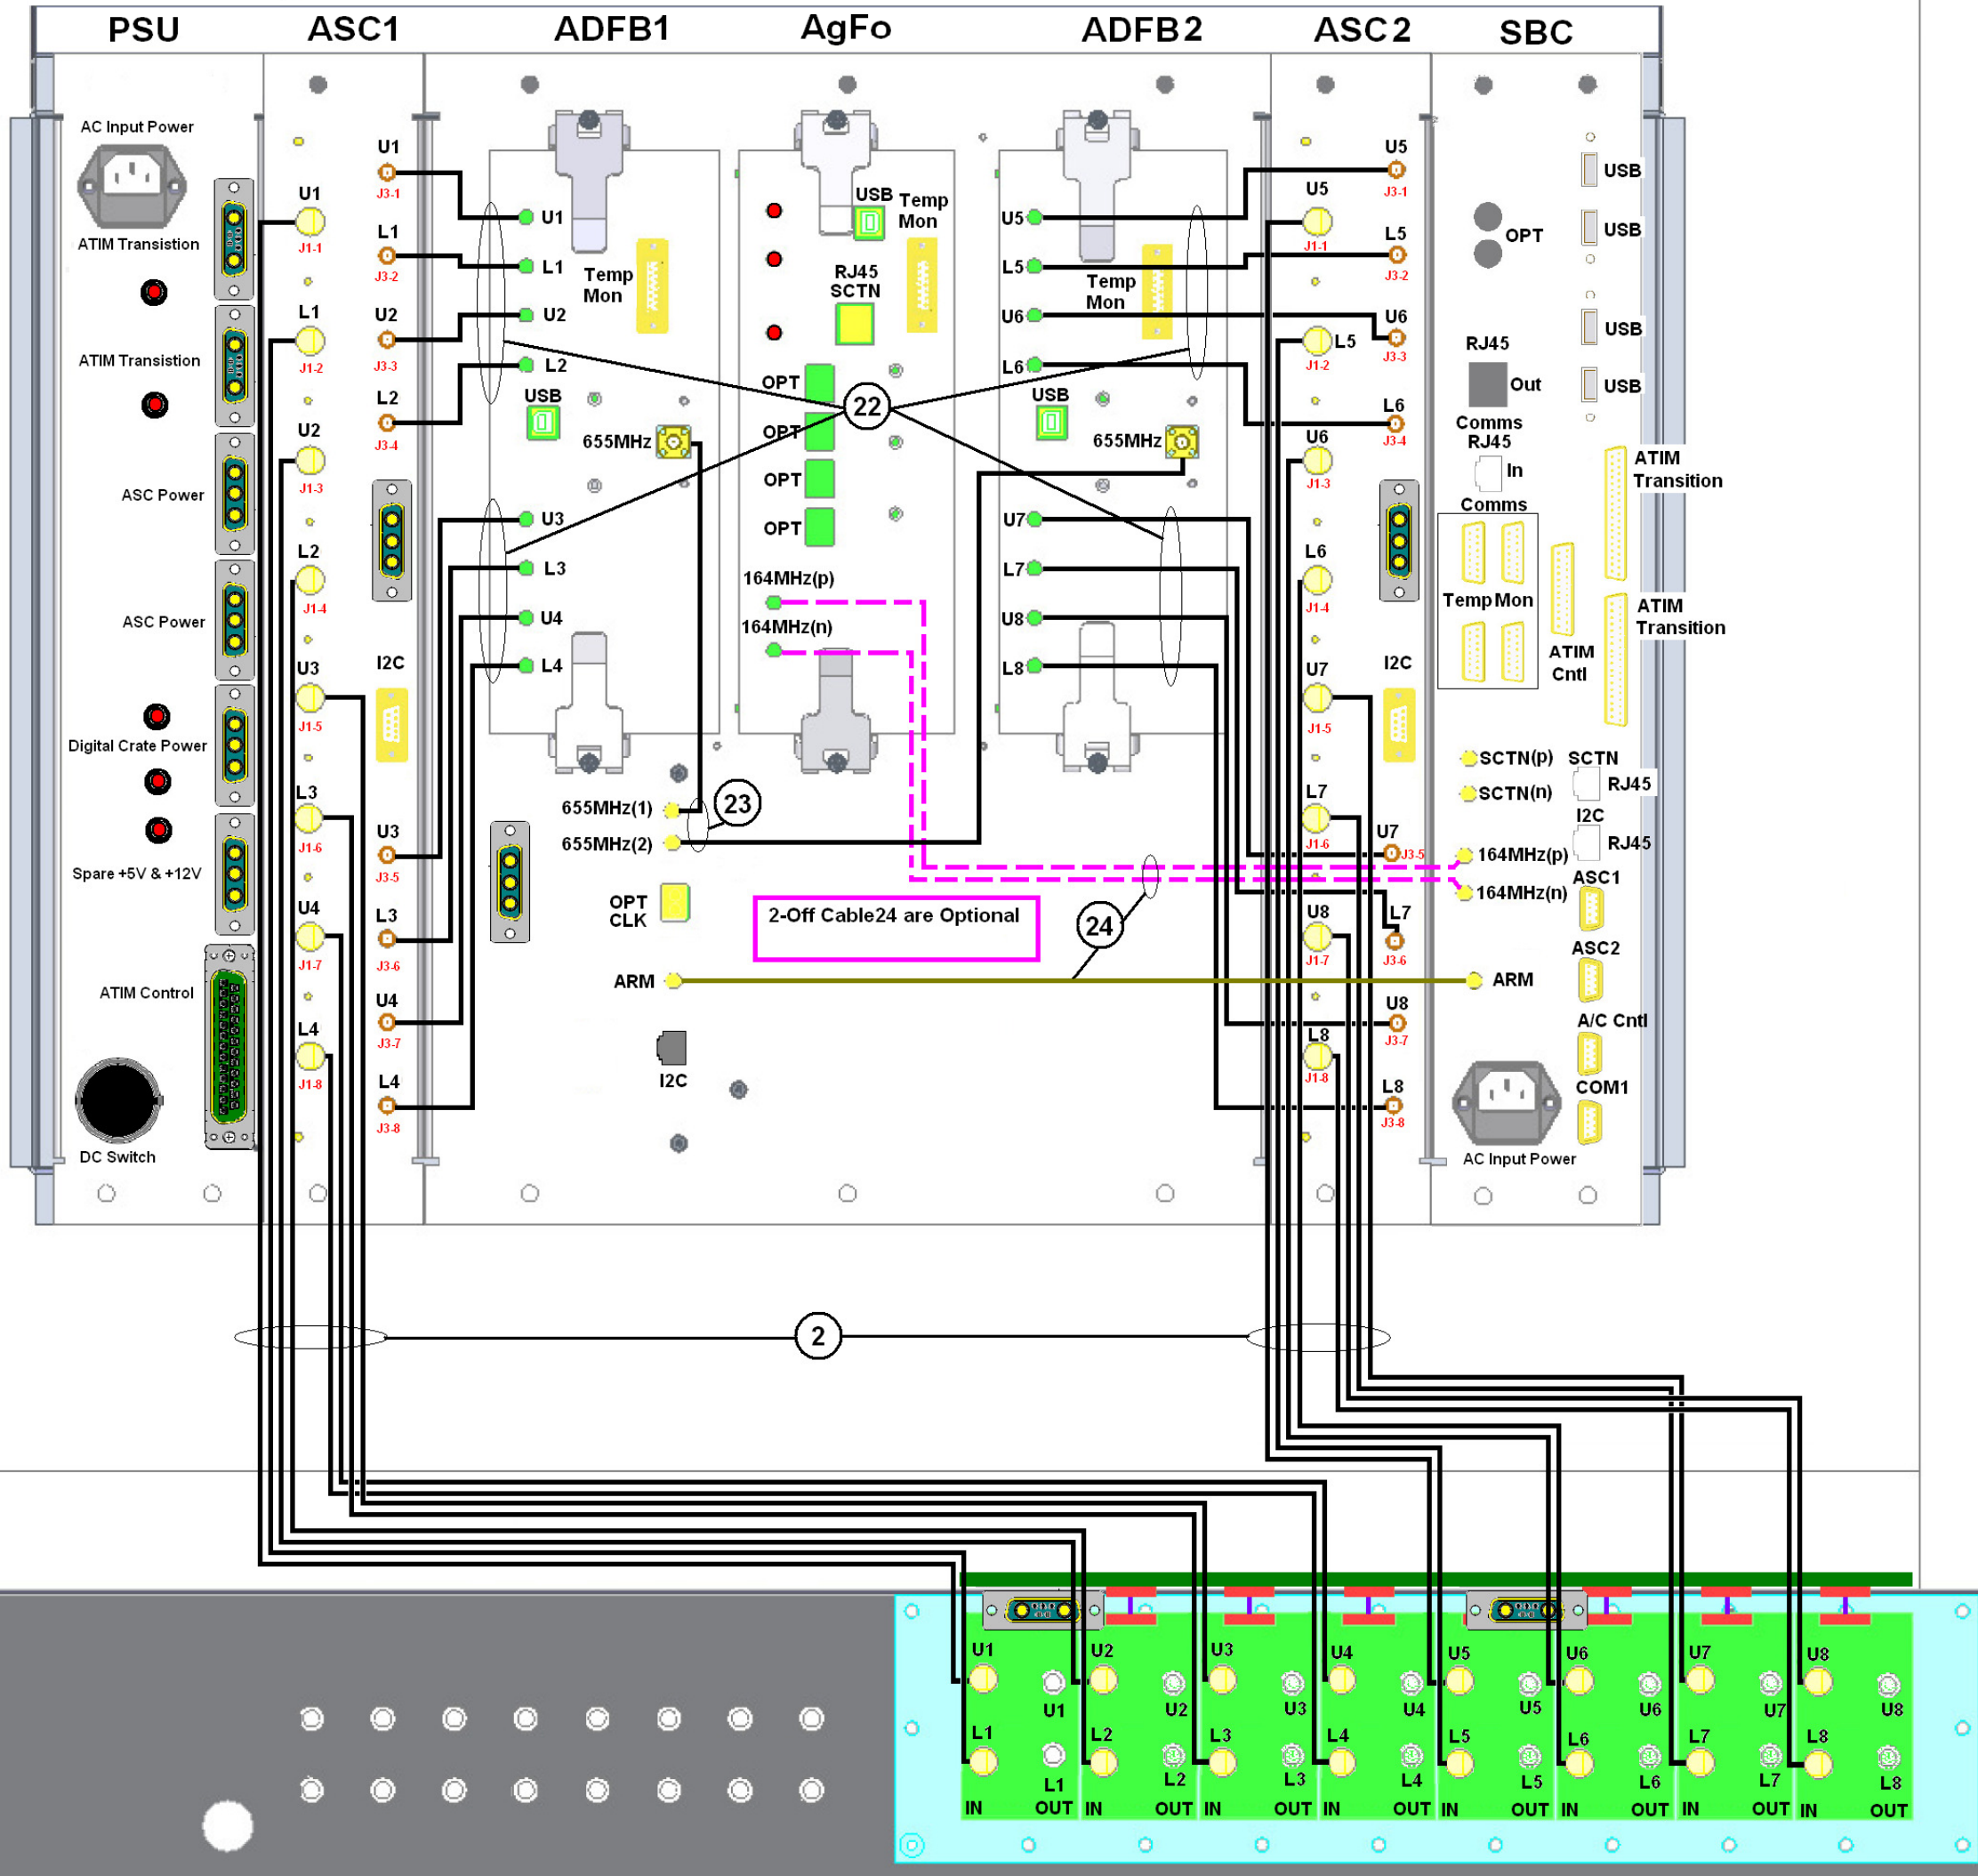 PSU
ASC1
ADFB1
AgFo
ADFB2
ASC2
SBC
AC Input Power
ATIM Transistion
ATIM Transistion
ASC Power
ASC Power
Digital Crate Power
Spare +5V & +12V
ATIM Control
DC Switch
U1
J1-1
L1
J1-2
U2
J1-3
L2
J1-4
U3
J1-5
L3
J1-6
U4
J1-7
L4
J1-8
U1
J3-1
L1
J3-2
U2
J3-3
L2
J3-4
I2C
U3
J3-5
L3
J3-6
U4
J3-7
L4
J3-8
U1
L1
U2
L2
Temp
Mon
USB
655MHz
U3
L3
U4
L4
655MHz(1)
655MHz(2)
23
OPT
CLK
ARM
I2C
USB
Temp
Mon
RJ45
SCTN
OPT
OPT
OPT
OPT
22
164MHz(p)
164MHz(n)
2-Off Cable24 are Optional
24
U5
L5
U6
L6
Temp
Mon
USB
655MHz
U7
L7
U8
L8
U5
J1-1
L5
J1-2
U6
J1-3
L6
J1-4
U7
J1-5
L7
J1-6
U8
J1-7
L8
J1-8
U5
J3-1
L5
J3-2
U6
J3-3
L6
J3-4
I2C
U7
J3-5
L7
J3-6
U8
J3-7
L8
J3-8
USB
USB
USB
USB
OPT
RJ45
Out
Comms
RJ45
In
Comms
Temp Mon
ATIM
Transition
ATIM
Transition
ATIM
Cntl
SCTN(p)
SCTN(n)
SCTN
RJ45
I2C
RJ45
164MHz(p)
164MHz(n)
ASC1
ASC2
ARM
A/C Cntl
COM1
AC Input Power
2
U1
U2
U3
U4
U5
U6
U7
U8
U1
U2
U3
U4
U5
U6
U7
U8
L1
L2
L3
L4
L5
L6
L7
L8
L1
L2
L3
L4
L5
L6
L7
L8
IN
OUT
IN
OUT
IN
OUT
IN
OUT
IN
OUT
IN
OUT
IN
OUT
IN
OUT